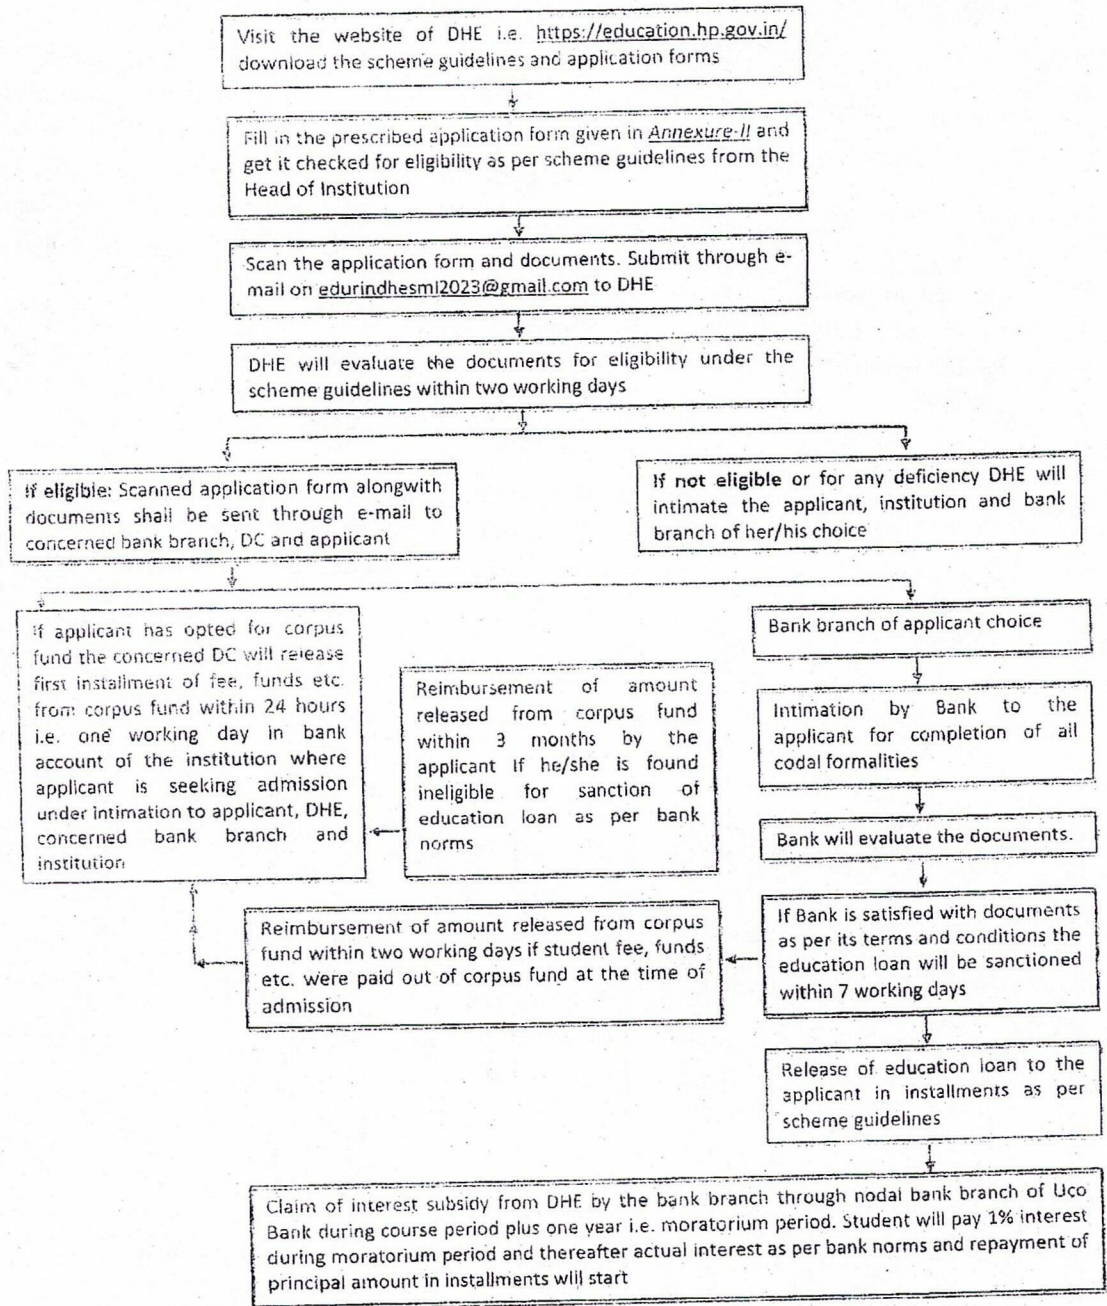 Visit the website of DHE i.e. https://education.hp.gov.in/
download the scheme guidelines and application forms
Fill in the prescribed application form given in Annexure-II and
get it checked for eligibility as per scheme guidelines from the
Head of Institution
Scan the application form and documents. Submit through e-
mail on edurindhesml2023@gmail.com to DHE
DHE will evaluate the documents for eligibility under the
scheme guidelines within two working days
If eligible: Scanned application form alongwith
documents shall be sent through e-mail to
concerned bank branch, DC and applicant
If not eligible or for any deficiency DHE will
intimate the applicant, institution and bank
branch of her/his choice
If applicant has opted for corpus
fund the concerned DC will release
first installment of fee, funds etc.
from corpus fund within 24 hours
i.e. one working day in bank
account of the institution where
applicant is seeking admission
under intimation to applicant, DHE,
concerned bank branch and
institution
Reimbursement of amount
released from corpus fund
within 3 months by the
applicant If he/she is found
ineligible for sanction of
education loan as per bank
norms
Bank branch of applicant choice
Intimation by Bank to the
applicant for completion of all
codal formalities
Bank will evaluate the documents.
Reimbursement of amount released from corpus
fund within two working days if student fee, funds
etc. were paid out of corpus fund at the time of
admission
If Bank is satisfied with documents
as per its terms and conditions the
education loan will be sanctioned
within 7 working days
Release of education loan to the
applicant in installments as per
scheme guidelines
Claim of interest subsidy from DHE by the bank branch through nodal bank branch of Uco
Bank during course period plus one year i.e. moratorium period. Student will pay 1% interest
during moratorium period and thereafter actual interest as per bank norms and repayment of
principal amount in installments will start